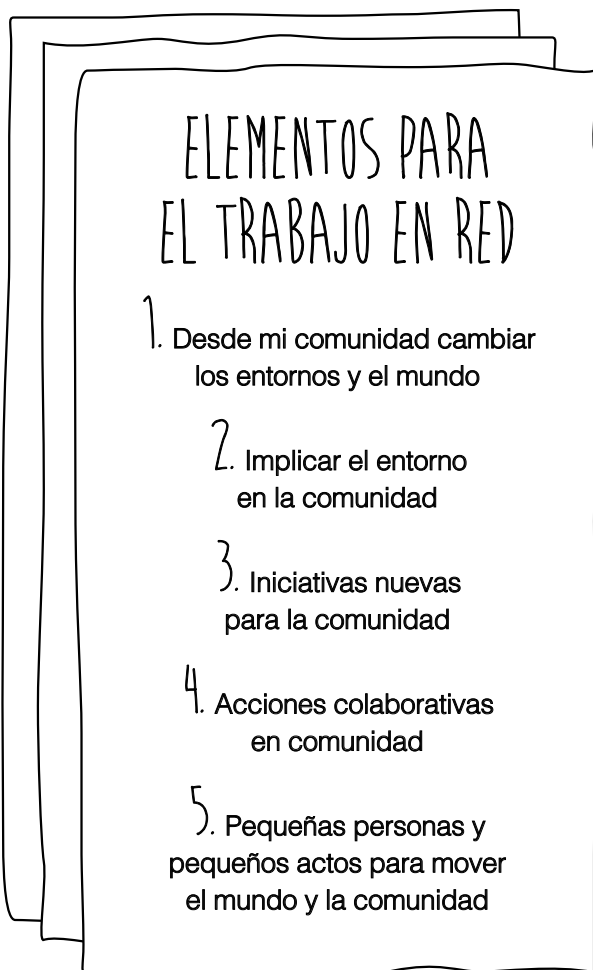 ELEMENTOS PARA
EL TRABAJO EN RED
1. Desde mi comunidad cambiar
los entornos y el mundo
2. Implicar el entorno
en la comunidad
3. Iniciativas nuevas
para la comunidad
4. Acciones colaborativas
en comunidad
5. Pequeñas personas y
pequeños actos para mover
el mundo y la comunidad